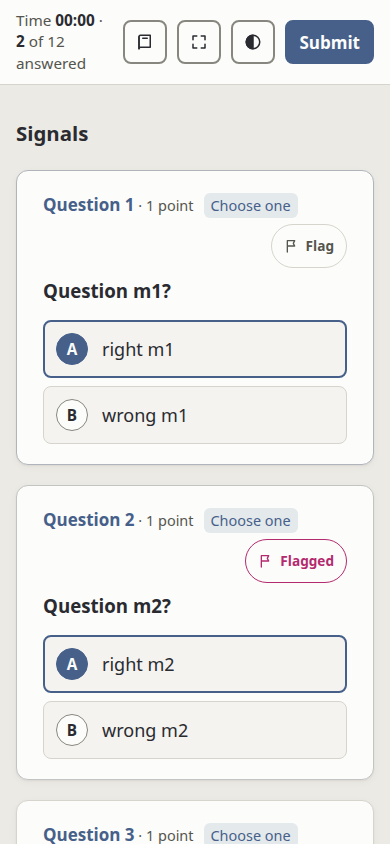 Time 00:00 ·
2 of 12
answered
Submit
Signals
Question 1 · 1 point Choose one
Flag
Question m1?
A right m1
B wrong m1
Question 2 · 1 point Choose one
Flagged
Question m2?
A right m2
B wrong m2
Question 3 · 1 point Choose one